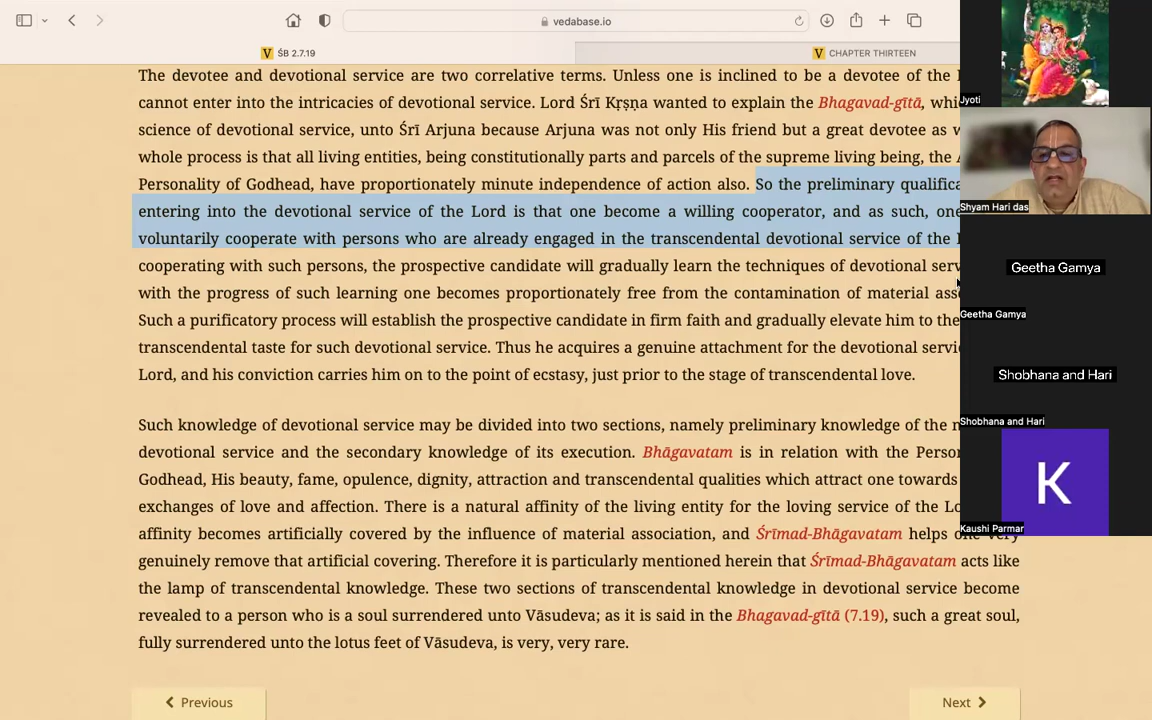 vedabase.io
ŚB 2.7.19
CHAPTER THIRTEEN
The devotee and devotional service are two correlative terms. Unless one is inclined to be a devotee of the
cannot enter into the intricacies of devotional service. Lord Śrī Kṛṣṇa wanted to explain the Bhagavad-gītā,
science of devotional service, unto Śrī Arjuna because Arjuna was not only His friend but a great devotee as
whole process is that all living entities, being constitutionally parts and parcels of the supreme living being, the
Personality of Godhead, have proportionately minute independence of action also. So the preliminary
entering into the devotional service of the Lord is that one become a willing cooperator, and as such, one
voluntarily cooperate with persons who are already engaged in the transcendental devotional service of the
cooperating with such persons, the prospective candidate will gradually learn the techniques of devotional
with the progress of such learning one becomes proportionately free from the contamination of material
Such a purificatory process will establish the prospective candidate in firm faith and gradually elevate him to the
transcendental taste for such devotional service. Thus he acquires a genuine attachment for the devotional
Lord, and his conviction carries him on to the point of ecstasy, just prior to the stage of transcendental love.
Such knowledge of devotional service may be divided into two sections, namely preliminary knowledge of the
devotional service and the secondary knowledge of its execution. Bhāgavatam is in relation with the
Godhead, His beauty, fame, opulence, dignity, attraction and transcendental qualities which attract one towards
exchanges of love and affection. There is a natural affinity of the living entity for the loving service of the
affinity becomes artificially covered by the influence of material association, and Śrīmad-Bhāgavatam helps one very
genuinely remove that artificial covering. Therefore it is particularly mentioned herein that Śrīmad-Bhāgavatam acts like
the lamp of transcendental knowledge. These two sections of transcendental knowledge in devotional service become
revealed to a person who is a soul surrendered unto Vāsudeva; as it is said in the Bhagavad-gītā (7.19), such a great soul,
fully surrendered unto the lotus feet of Vāsudeva, is very, very rare.
Previous
Next
Jyoti
Shyam Hari das
Geetha Gamya
Geetha Gamya
Shobhana and Hari
Shobhana and Hari
K
Kaushi Parmar